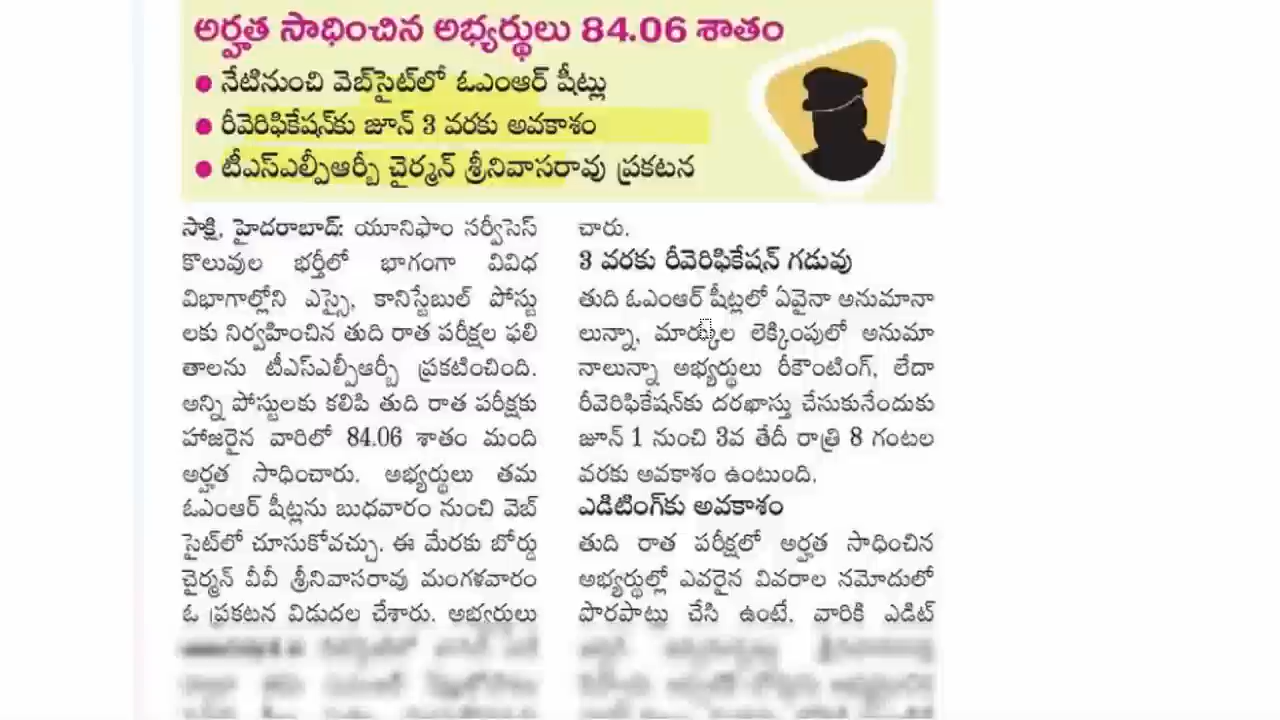 అర్హత సాధించిన అభ్యర్థులు 84.06 శాతం
● నేటినుంచి వెబ్‌సైట్‌లో ఓఎంఆర్ షీట్లు
● రీవెరిఫికేషన్‌కు జూన్ 3 వరకు అవకాశం
● టీఎస్ఎల్పీఆర్బీ చైర్మన్ శ్రీనివాసరావు ప్రకటన
సాక్షి, హైదరాబాద్: యూనిఫాం సర్వీసెస్
కొలువుల భర్తీలో భాగంగా వివిధ
విభాగాల్లోని ఎస్సై, కానిస్టేబుల్ పోస్టు
లకు నిర్వహించిన తుది రాత పరీక్షల ఫలి
తాలను టీఎస్ఎల్పీఆర్బీ ప్రకటించింది.
అన్ని పోస్టులకు కలిపి తుది రాత పరీక్షకు
హాజరైన వారిలో 84.06 శాతం మంది
అర్హత సాధించారు. అభ్యర్థులు తమ
ఓఎంఆర్ షీట్లను బుధవారం నుంచి వెబ్
సైట్‌లో చూసుకోవచ్చు. ఈ మేరకు బోర్డు
చైర్మన్ వీవీ శ్రీనివాసరావు మంగళవారం
ఓ ప్రకటన విడుదల చేశారు. అభ్యర్థులు
చారు.
3 వరకు రీవెరిఫికేషన్ గడువు
తుది ఓఎంఆర్ షీట్లలో ఏవైనా అనుమానా
లున్నా, మార్కుల లెక్కింపులో అనుమా
నాలున్నా అభ్యర్థులు రీకౌంటింగ్, లేదా
రీవెరిఫికేషన్‌కు దరఖాస్తు చేసుకునేందుకు
జూన్ 1 నుంచి 3వ తేదీ రాత్రి 8 గంటల
వరకు అవకాశం ఉంటుంది.
ఎడిటింగ్‌కు అవకాశం
తుది రాత పరీక్షలో అర్హత సాధించిన
అభ్యర్థుల్లో ఎవరైన వివరాల నమోదులో
పొరపాట్లు చేసి ఉంటే. వారికి ఎడిట్